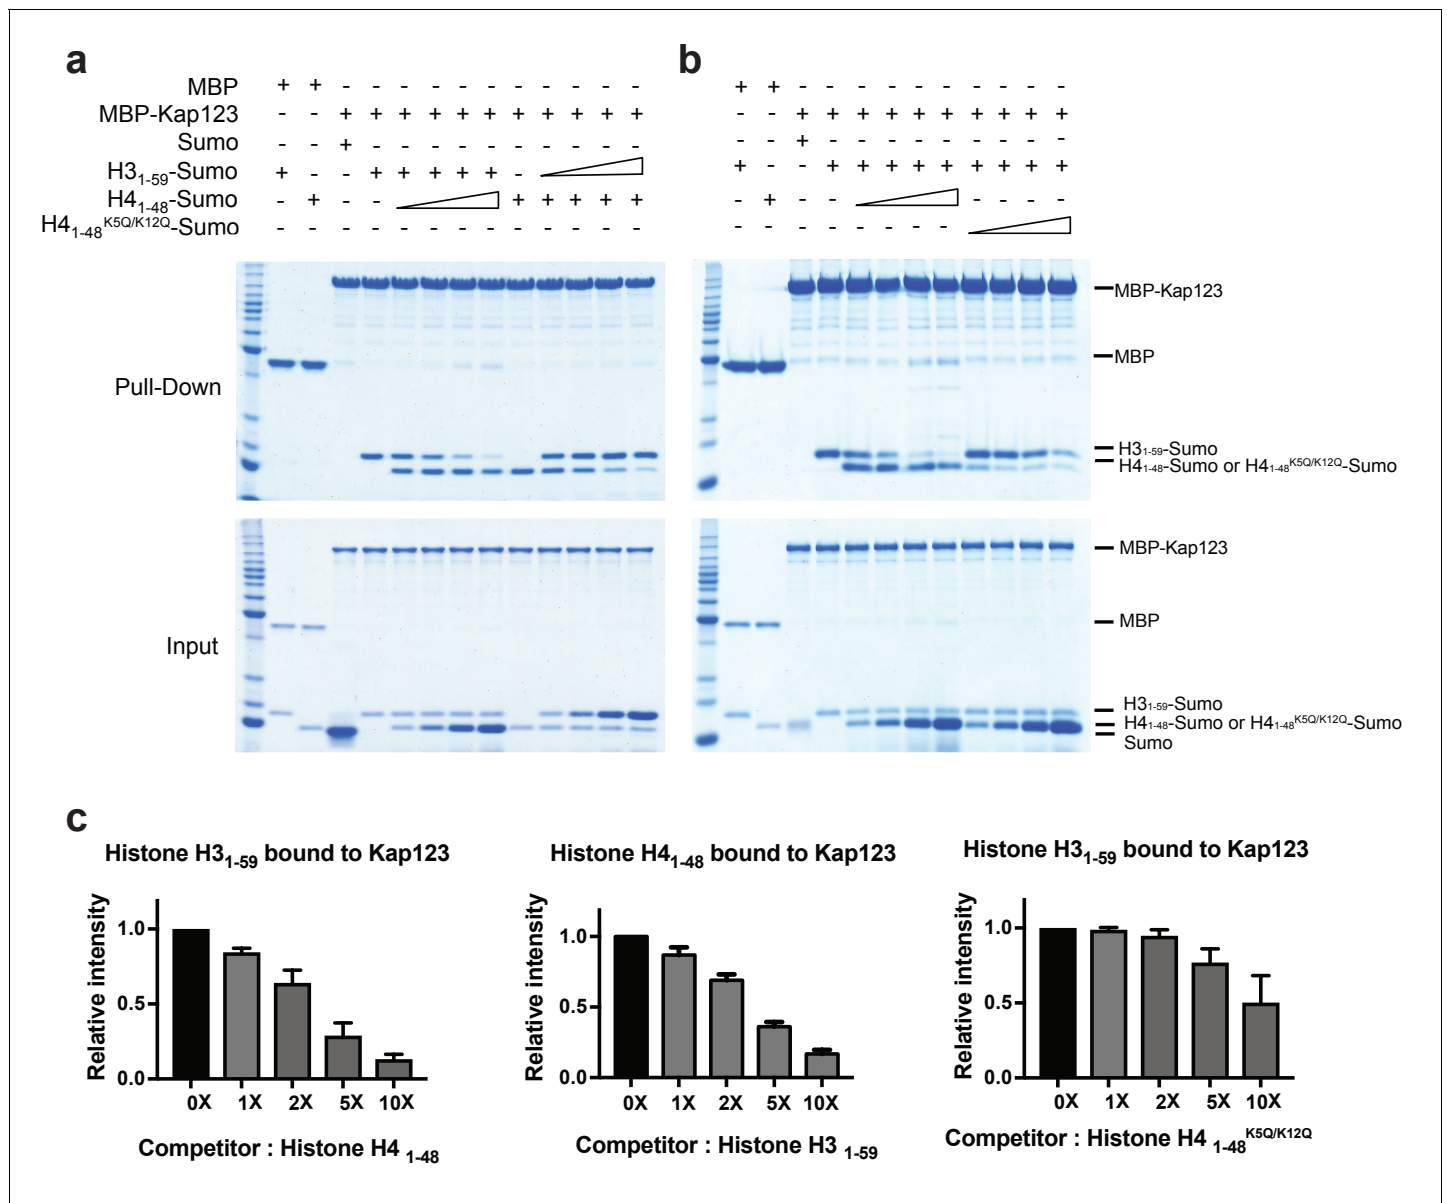 a
MBP + + - - - - - - - - - - -
MBP-Kap123 - - + + + + + + + + + + +
Sumo - - + - - - - - - - - - -
H3₁₋₅₉-Sumo + - - + + + + + -
H4₁₋₄₈-Sumo - + - - + + + + +
H4₁₋₄₈ᴷ⁵Q/ᴷ¹²Q-Sumo - - - - - - - - - - - - -
b
+ + - - - - - - - - - -
- - + + + + + + + + + +
- - + - - - - - - - - -
+ - - + + + + + + + + +
- + - - - - - -
- - - - - - - -
Pull-Down
MBP-Kap123
MBP
H3₁₋₅₉-Sumo
H4₁₋₄₈-Sumo or H4₁₋₄₈ᴷ⁵Q/ᴷ¹²Q-Sumo
Input
MBP-Kap123
MBP
H3₁₋₅₉-Sumo
H4₁₋₄₈-Sumo or H4₁₋₄₈ᴷ⁵Q/ᴷ¹²Q-Sumo
Sumo
c
Histone H3₁₋₅₉ bound to Kap123
Relative intensity
1.0
0.5
0.0
0X 1X 2X 5X 10X
Competitor : Histone H4 ₁₋₄₈
Histone H4₁₋₄₈ bound to Kap123
Relative intensity
1.0
0.5
0.0
0X 1X 2X 5X 10X
Competitor : Histone H3 ₁₋₅₉
Histone H3₁₋₅₉ bound to Kap123
Relative intensity
1.0
0.5
0.0
0X 1X 2X 5X 10X
Competitor : Histone H4 ₁₋₄₈ᴷ⁵Q/ᴷ¹²Q